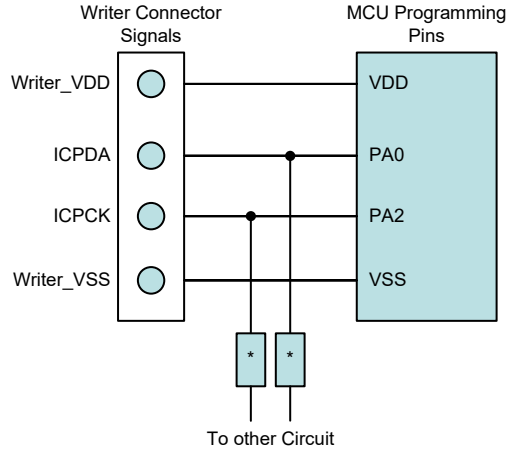 Writer Connector
Signals
MCU Programming
Pins
Writer_VDD
VDD
ICPDA
PA0
ICPCK
PA2
Writer_VSS
VSS
* *
To other Circuit